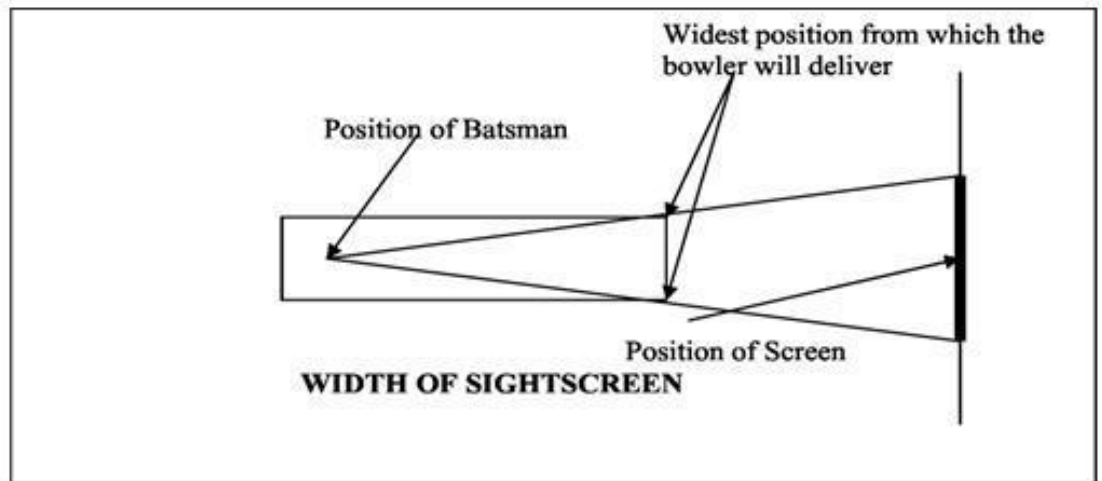 Widest position from which the
bowler will deliver
Position of Batsman
Position of Screen
WIDTH OF SIGHTSCREEN